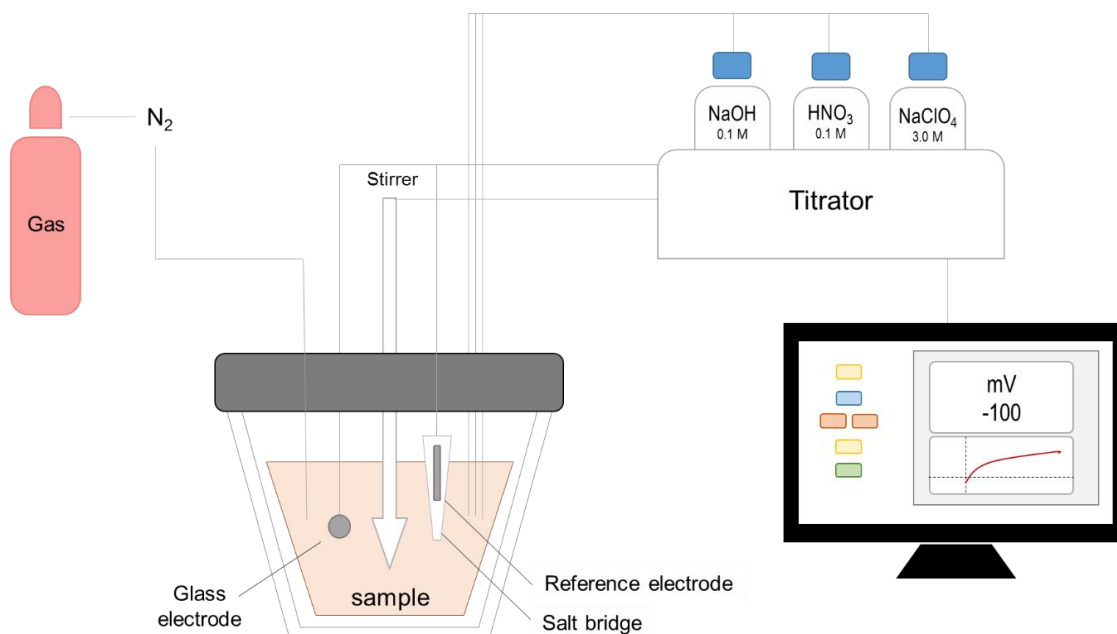 NaOH
0.1 M
HNO₃
0.1 M
NaClO₄
3.0 M
N₂
Stirrer
Titrator
Gas
mV
-100
Glass
electrode
sample
Reference electrode
Salt bridge